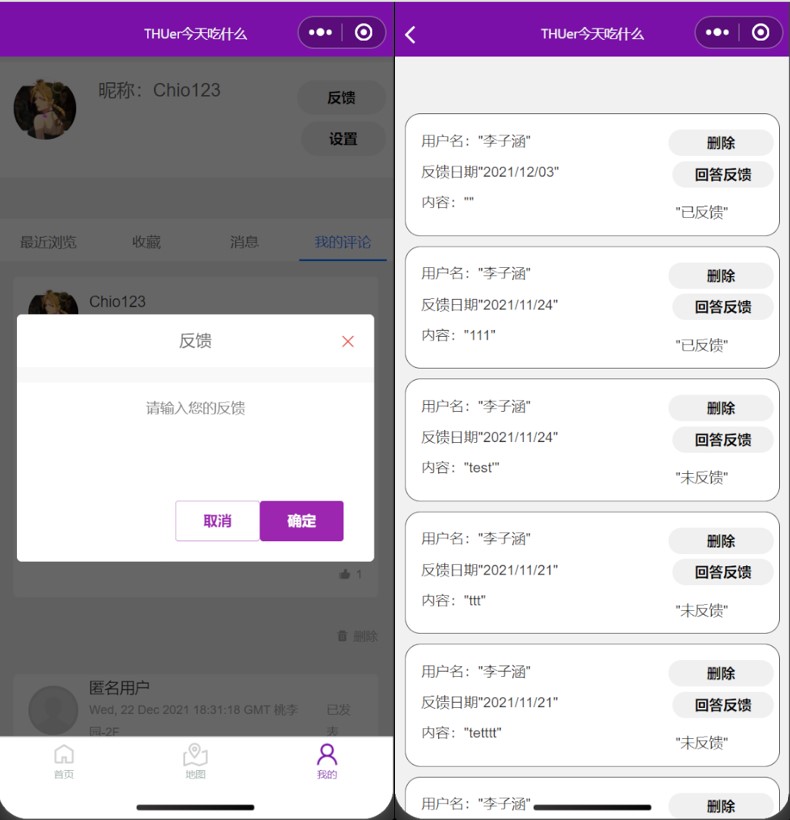 THUer今天吃什么
昵称：Chio123
反馈
设置
最近浏览 收藏 消息 我的评论
Chio123
反馈
请输入您的反馈
取消 确定
1
删除
匿名用户
Wed, 22 Dec 2021 18:31:18 GMT 桃李 已发
园-2F 表
首页 地图 我的
THUer今天吃什么
用户名："李子涵" 删除
反馈日期"2021/12/03" 回答反馈
内容："" "已反馈"
用户名："李子涵" 删除
反馈日期"2021/11/24" 回答反馈
内容："111" "已反馈"
用户名："李子涵" 删除
反馈日期"2021/11/24" 回答反馈
内容："test'" "未反馈"
用户名："李子涵" 删除
反馈日期"2021/11/21" 回答反馈
内容："ttt" "未反馈"
用户名："李子涵" 删除
反馈日期"2021/11/21" 回答反馈
内容："tetttt" "未反馈"
用户名："李子涵" 删除